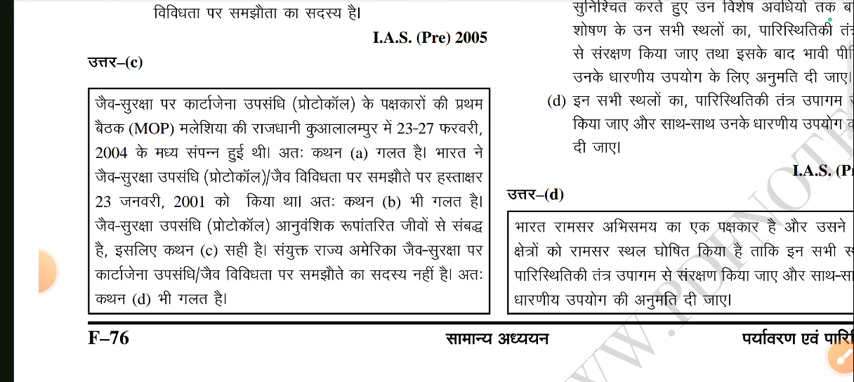 विविधता पर समझौता का सदस्य है।
I.A.S. (Pre) 2005
उत्तर–(c)
जैव-सुरक्षा पर कार्टाजेना उपसंधि (प्रोटोकॉल) के पक्षकारों की प्रथम
बैठक (MOP) मलेशिया की राजधानी कुआलालम्पुर में 23-27 फरवरी,
2004 के मध्य संपन्न हुई थी। अतः कथन (a) गलत है। भारत ने
जैव-सुरक्षा उपसंधि (प्रोटोकॉल)/जैव विविधता पर समझौते पर हस्ताक्षर
23 जनवरी, 2001 को किया था। अतः कथन (b) भी गलत है।
जैव-सुरक्षा उपसंधि (प्रोटोकॉल) आनुवंशिक रूपांतरित जीवों से संबद्ध
है, इसलिए कथन (c) सही है। संयुक्त राज्य अमेरिका जैव-सुरक्षा पर
कार्टाजेना उपसंधि/जैव विविधता पर समझौते का सदस्य नहीं है। अतः
कथन (d) भी गलत है।
सुनिश्चित करते हुए उन विशेष अवधियों तक
शोषण के उन सभी स्थलों का, पारिस्थितिकी
से संरक्षण किया जाए तथा इसके बाद भावी
उनके धारणीय उपयोग के लिए अनुमति दी जाए।
(d) इन सभी स्थलों का, पारिस्थितिकी तंत्र उपागम
किया जाए और साथ-साथ उनके धारणीय उपयोग
दी जाए।
I.A.S. (P
उत्तर–(d)
भारत रामसर अभिसमय का एक पक्षकार है और उसने
क्षेत्रों को रामसर स्थल घोषित किया है ताकि इन सभी
पारिस्थितिकी तंत्र उपागम से संरक्षण किया जाए और
धारणीय उपयोग की अनुमति दी जाए।
F–76
सामान्य अध्ययन
पर्यावरण एवं
WWW.PDFNOTE